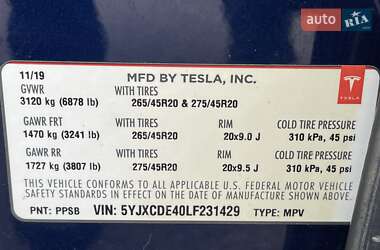 auto.RIA
11/19
MFD BY TESLA, INC.
GVWR WITH TIRES
3120 kg (6878 lb) 265/45R20 & 275/45R20
TESLA
GAWR FRT WITH TIRES RIM COLD TIRE PRESSURE
1470 kg (3241 lb) 265/45R20 20x9.0 J 310 kPa, 45 psi
GAWR RR WITH TIRES RIM COLD TIRE PRESSURE
1727 kg (3807 lb) 275/45R20 20x9.5 J 310 kPa, 45 psi
THIS VEHICLE CONFORMS TO ALL APPLICABLE U.S. FEDERAL MOTOR VEHICLE
SAFETY STANDARDS IN EFFECT ON THE DATE OF MANUFACTURE SHOWN ABOVE.
PNT: PPSB VIN: 5YJXCDE40LF231429 TYPE: MPV